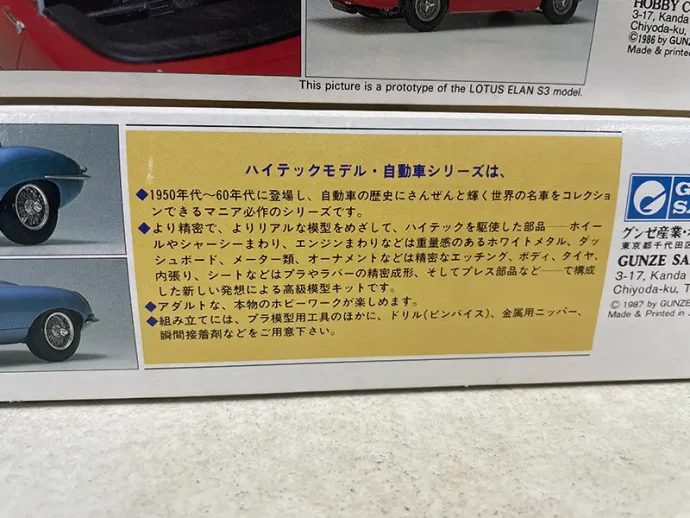 HOBBY C
3-17, Kanda
Chiyoda-ku,
©1986 by GUNZE
Made & printe
This picture is a prototype of the LOTUS ELAN S3 model.
ハイテックモデル・自動車シリーズは、
◆1950年代〜60年代に登場し、自動車の歴史にさんぜんと輝く世界の名車をコレクショ
ンできるマニア必作のシリーズです。
◆より精密で、よりリアルな模型をめざして、ハイテックを駆使した部品──ホイー
ルやシャーシーまわり、エンジンまわりなどは重量感のあるホワイトメタル、ダッ
シュボード、メーター類、オーナメントなどは精密なエッチング、ボディ、タイヤ、
内張り、シートなどはプラやラバーの精密成形、そしてプレス部品など──で構成
した新しい発想による高級模型キットです。
◆アダルトな、本物のホビーワークが楽しめます。
◆組み立てには、プラ模型用工具のほかに、ドリル(ピンバイス)、金属用ニッパー、
瞬間接着剤などをご用意下さい。
G
S
グンゼ産業・
東京都千代田区
GUNZE SA
3-17, Kanda
Chiyoda-ku, T
© 1987 by GUNZE
Made & Printed in J